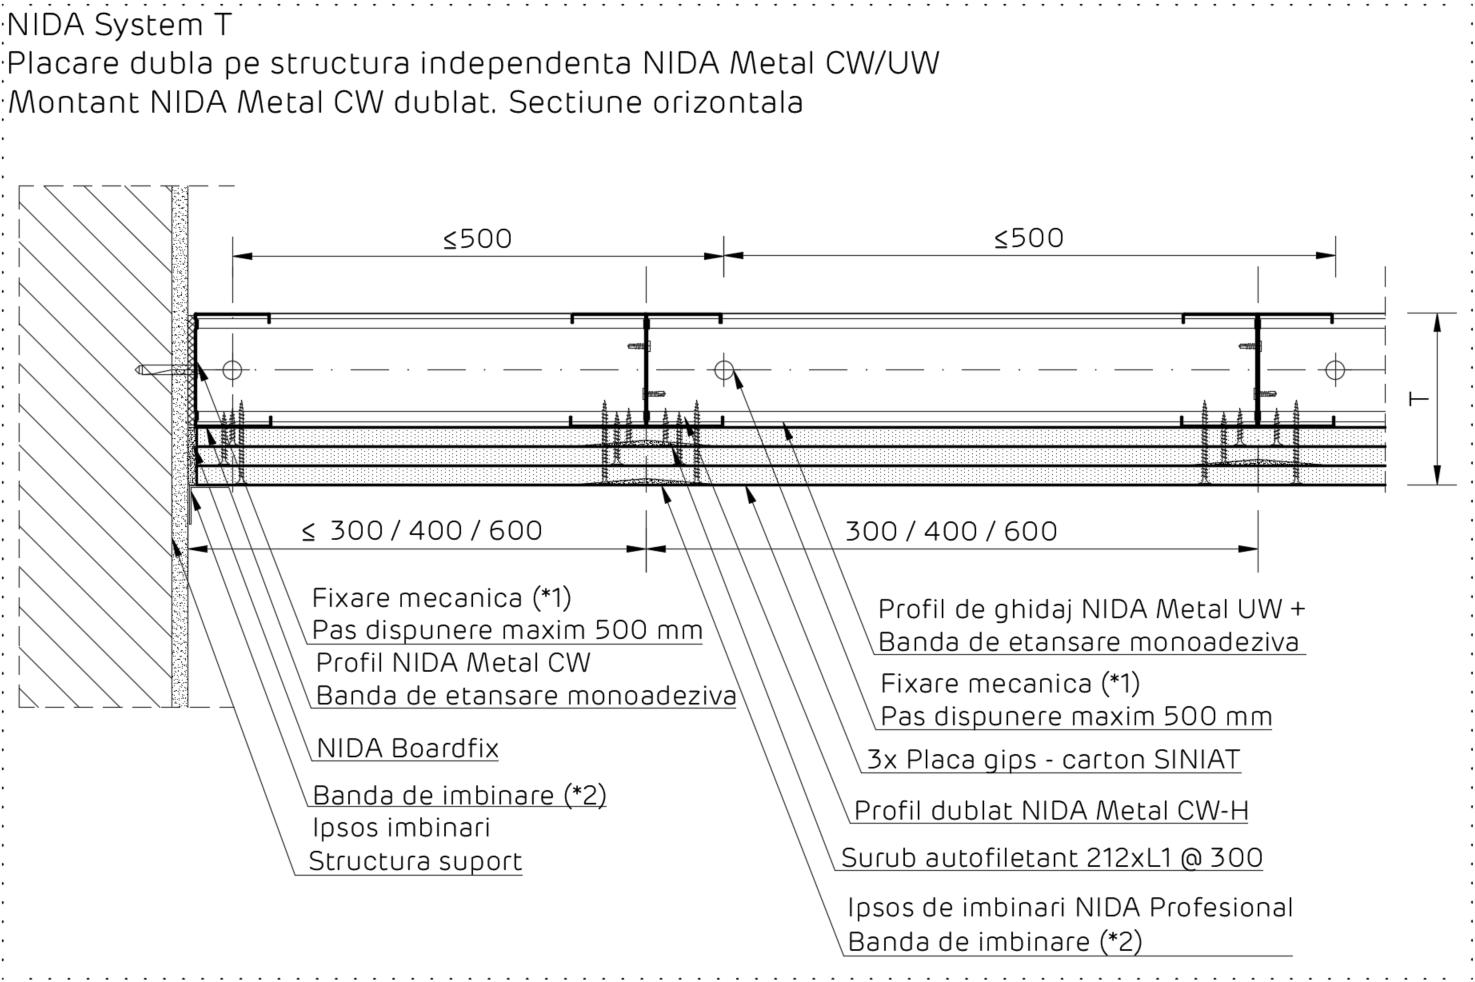 NIDA System T
Placare dubla pe structura independenta NIDA Metal CW/UW
Montant NIDA Metal CW dublat. Sectiune orizontala
≤500
≤500
T
≤ 300 / 400 / 600
300 / 400 / 600
Fixare mecanica (*1)
Pas dispunere maxim 500 mm
Profil NIDA Metal CW
Banda de etansare monoadeziva
NIDA Boardfix
Banda de imbinare (*2)
Ipsos imbinari
Structura suport
Profil de ghidaj NIDA Metal UW +
Banda de etansare monoadeziva
Fixare mecanica (*1)
Pas dispunere maxim 500 mm
3x Placa gips - carton SINIAT
Profil dublat NIDA Metal CW-H
Surub autofiletant 212xL1 @ 300
Ipsos de imbinari NIDA Profesional
Banda de imbinare (*2)